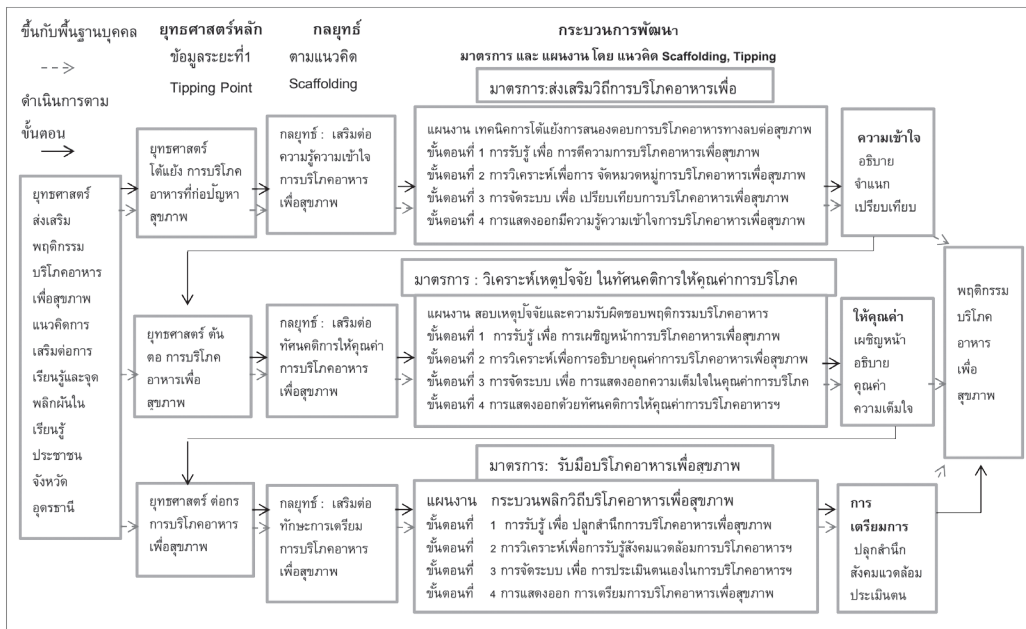 ขึ้นกับพื้นฐานบุคคล
ดำเนินการตาม
ขั้นตอน
ยุทธศาสตร์หลัก
ข้อมูลระยะที่1
Tipping Point
กลยุทธ์
ตามแนวคิด
Scaffolding
กระบวนการพัฒนา
มาตรการ และ แผนงาน โดย แนวคิด Scaffolding, Tipping
ยุทธศาสตร์
ส่งเสริม
พฤติกรรม
บริโภคอาหาร
เพื่อสุขภาพ
แนวคิดการ
เสริมต่อการ
เรียนรู้และจุด
พลิกผันใน
เรียนรู้
ประชาชน
จังหวัด
อุดรธานี
ยุทธศาสตร์
โต้แย้ง การบริโภค
อาหารที่ก่อปัญหา
สุขภาพ
กลยุทธ์ : เสริมต่อ
ความรู้ความเข้าใจ
การบริโภคอาหาร
เพื่อสุขภาพ
มาตรการ:ส่งเสริมวิถีการบริโภคอาหารเพื่อ
แผนงาน เทคนิคการโต้แย้งการสนองตอบการบริโภคอาหารทางลบต่อสุขภาพ
ขั้นตอนที่ 1 การรับรู้ เพื่อ การตีความการบริโภคอาหารเพื่อสุขภาพ
ขั้นตอนที่ 2 การวิเคราะห์เพื่อการ จัดหมวดหมู่การบริโภคอาหารเพื่อสุขภาพ
ขั้นตอนที่ 3 การจัดระบบ เพื่อ เปรียบเทียบการบริโภคอาหารเพื่อสุขภาพ
ขั้นตอนที่ 4 การแสดงออกมีความรู้ความเข้าใจการบริโภคอาหารเพื่อสุขภาพ
ความเข้าใจ
อธิบาย
จำแนก
เปรียบเทียบ
ยุทธศาสตร์ ต้น
ตอ การบริโภค
อาหารเพื่อ
สุขภาพ
กลยุทธ์ : เสริมต่อ
ทัศนคติการให้คุณค่า
การบริโภคอาหาร
เพื่อสุขภาพ
มาตรการ : วิเคราะห์เหตุปัจจัย ในทัศนคติการให้คุณค่าการบริโภค
แผนงาน สอบเหตุปัจจัยและความรับผิดชอบพฤติกรรมบริโภคอาหาร
ขั้นตอนที่ 1 การรับรู้ เพื่อ การเผชิญหน้าการบริโภคอาหารเพื่อสุขภาพ
ขั้นตอนที่ 2 การวิเคราะห์เพื่อการอธิบายคุณค่าการบริโภคอาหารเพื่อสุขภาพ
ขั้นตอนที่ 3 การจัดระบบ เพื่อ การแสดงออกความเต็มใจในคุณค่าการบริโภค
ขั้นตอนที่ 4 การแสดงออกด้วยทัศนคติการให้คุณค่าการบริโภคอาหารฯ
ให้คุณค่า
เผชิญหน้า
อธิบาย
คุณค่า
ความเต็มใจ
พฤติกรรม
บริโภค
อาหาร
เพื่อ
สุขภาพ
ยุทธศาสตร์ ต่อกร
การบริโภคอาหาร
เพื่อสุขภาพ
กลยุทธ์ : เสริมต่อ
ทักษะการเตรียม
การบริโภคอาหาร
เพื่อสุขภาพ
มาตรการ: รับมือบริโภคอาหารเพื่อสุขภาพ
แผนงาน กระบวนพลิกวิถีบริโภคอาหารเพื่อสุขภาพ
ขั้นตอนที่ 1 การรับรู้ เพื่อ ปลูกสำนึกการบริโภคอาหารเพื่อสุขภาพ
ขั้นตอนที่ 2 การวิเคราะห์เพื่อการรับรู้สังคมแวดล้อมการบริโภคอาหารฯ
ขั้นตอนที่ 3 การจัดระบบ เพื่อ การประเมินตนเองในการบริโภคอาหารฯ
ขั้นตอนที่ 4 การแสดงออก การเตรียมการบริโภคอาหารเพื่อสุขภาพ
การ
เตรียมการ
ปลุกสำนึก
สังคมแวดล้อม
ประเมินตน